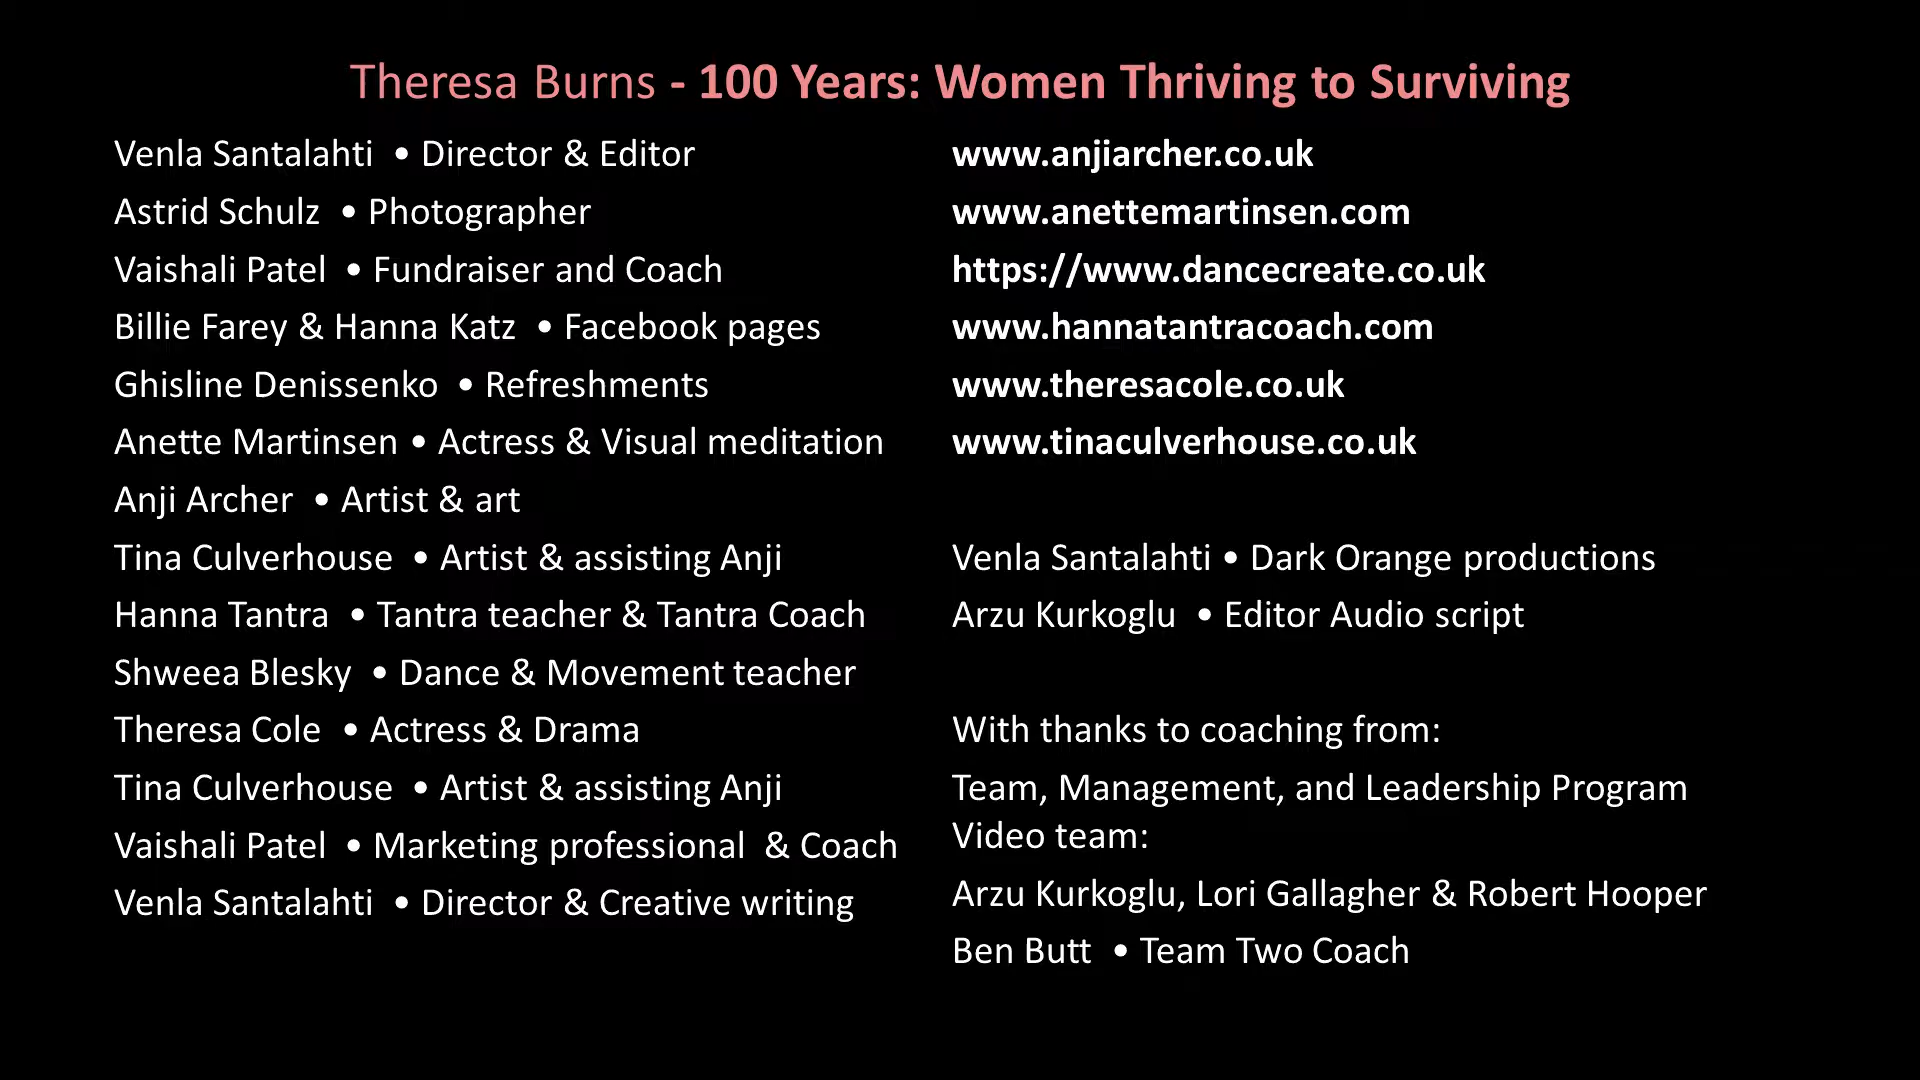 Theresa Burns - 100 Years: Women Thriving to Surviving
Venla Santalahti • Director & Editor
Astrid Schulz • Photographer
Vaishali Patel • Fundraiser and Coach
Billie Farey & Hanna Katz • Facebook pages
Ghisline Denissenko • Refreshments
Anette Martinsen • Actress & Visual meditation
Anji Archer • Artist & art
Tina Culverhouse • Artist & assisting Anji
Hanna Tantra • Tantra teacher & Tantra Coach
Shweea Blesky • Dance & Movement teacher
Theresa Cole • Actress & Drama
Tina Culverhouse • Artist & assisting Anji
Vaishali Patel • Marketing professional & Coach
Venla Santalahti • Director & Creative writing
www.anjiarcher.co.uk
www.anettemartinsen.com
https://www.dancecreate.co.uk
www.hannatantracoach.com
www.theresacole.co.uk
www.tinaculverhouse.co.uk
Venla Santalahti • Dark Orange productions
Arzu Kurkoglu • Editor Audio script
With thanks to coaching from:
Team, Management, and Leadership Program
Video team:
Arzu Kurkoglu, Lori Gallagher & Robert Hooper
Ben Butt • Team Two Coach